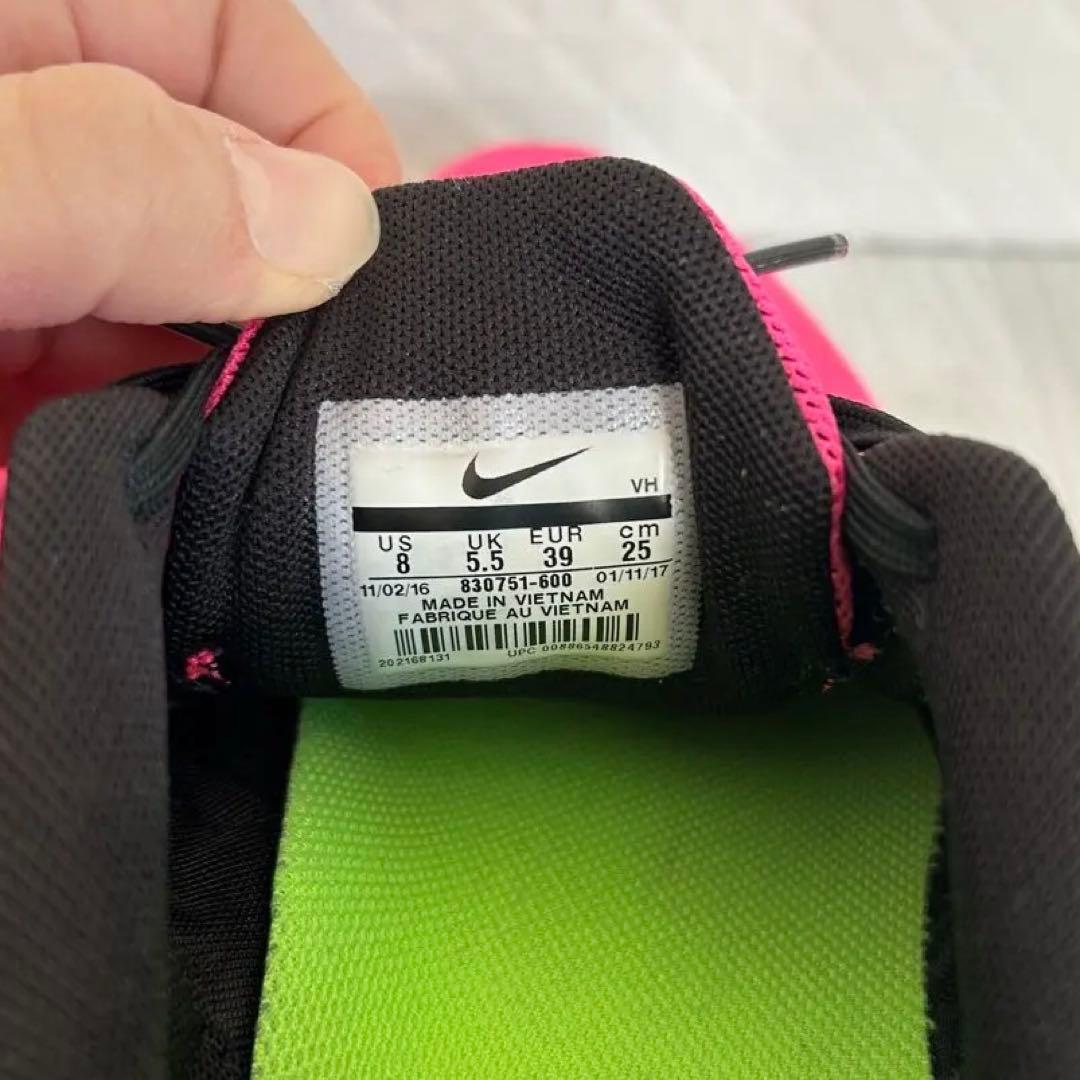 VH
US UK EUR cm
8 5.5 39 25
11/02/16 830751-600 01/11/17
MADE IN VIETNAM
FABRIQUE AU VIETNAM
202168131 UPC 00886548824793